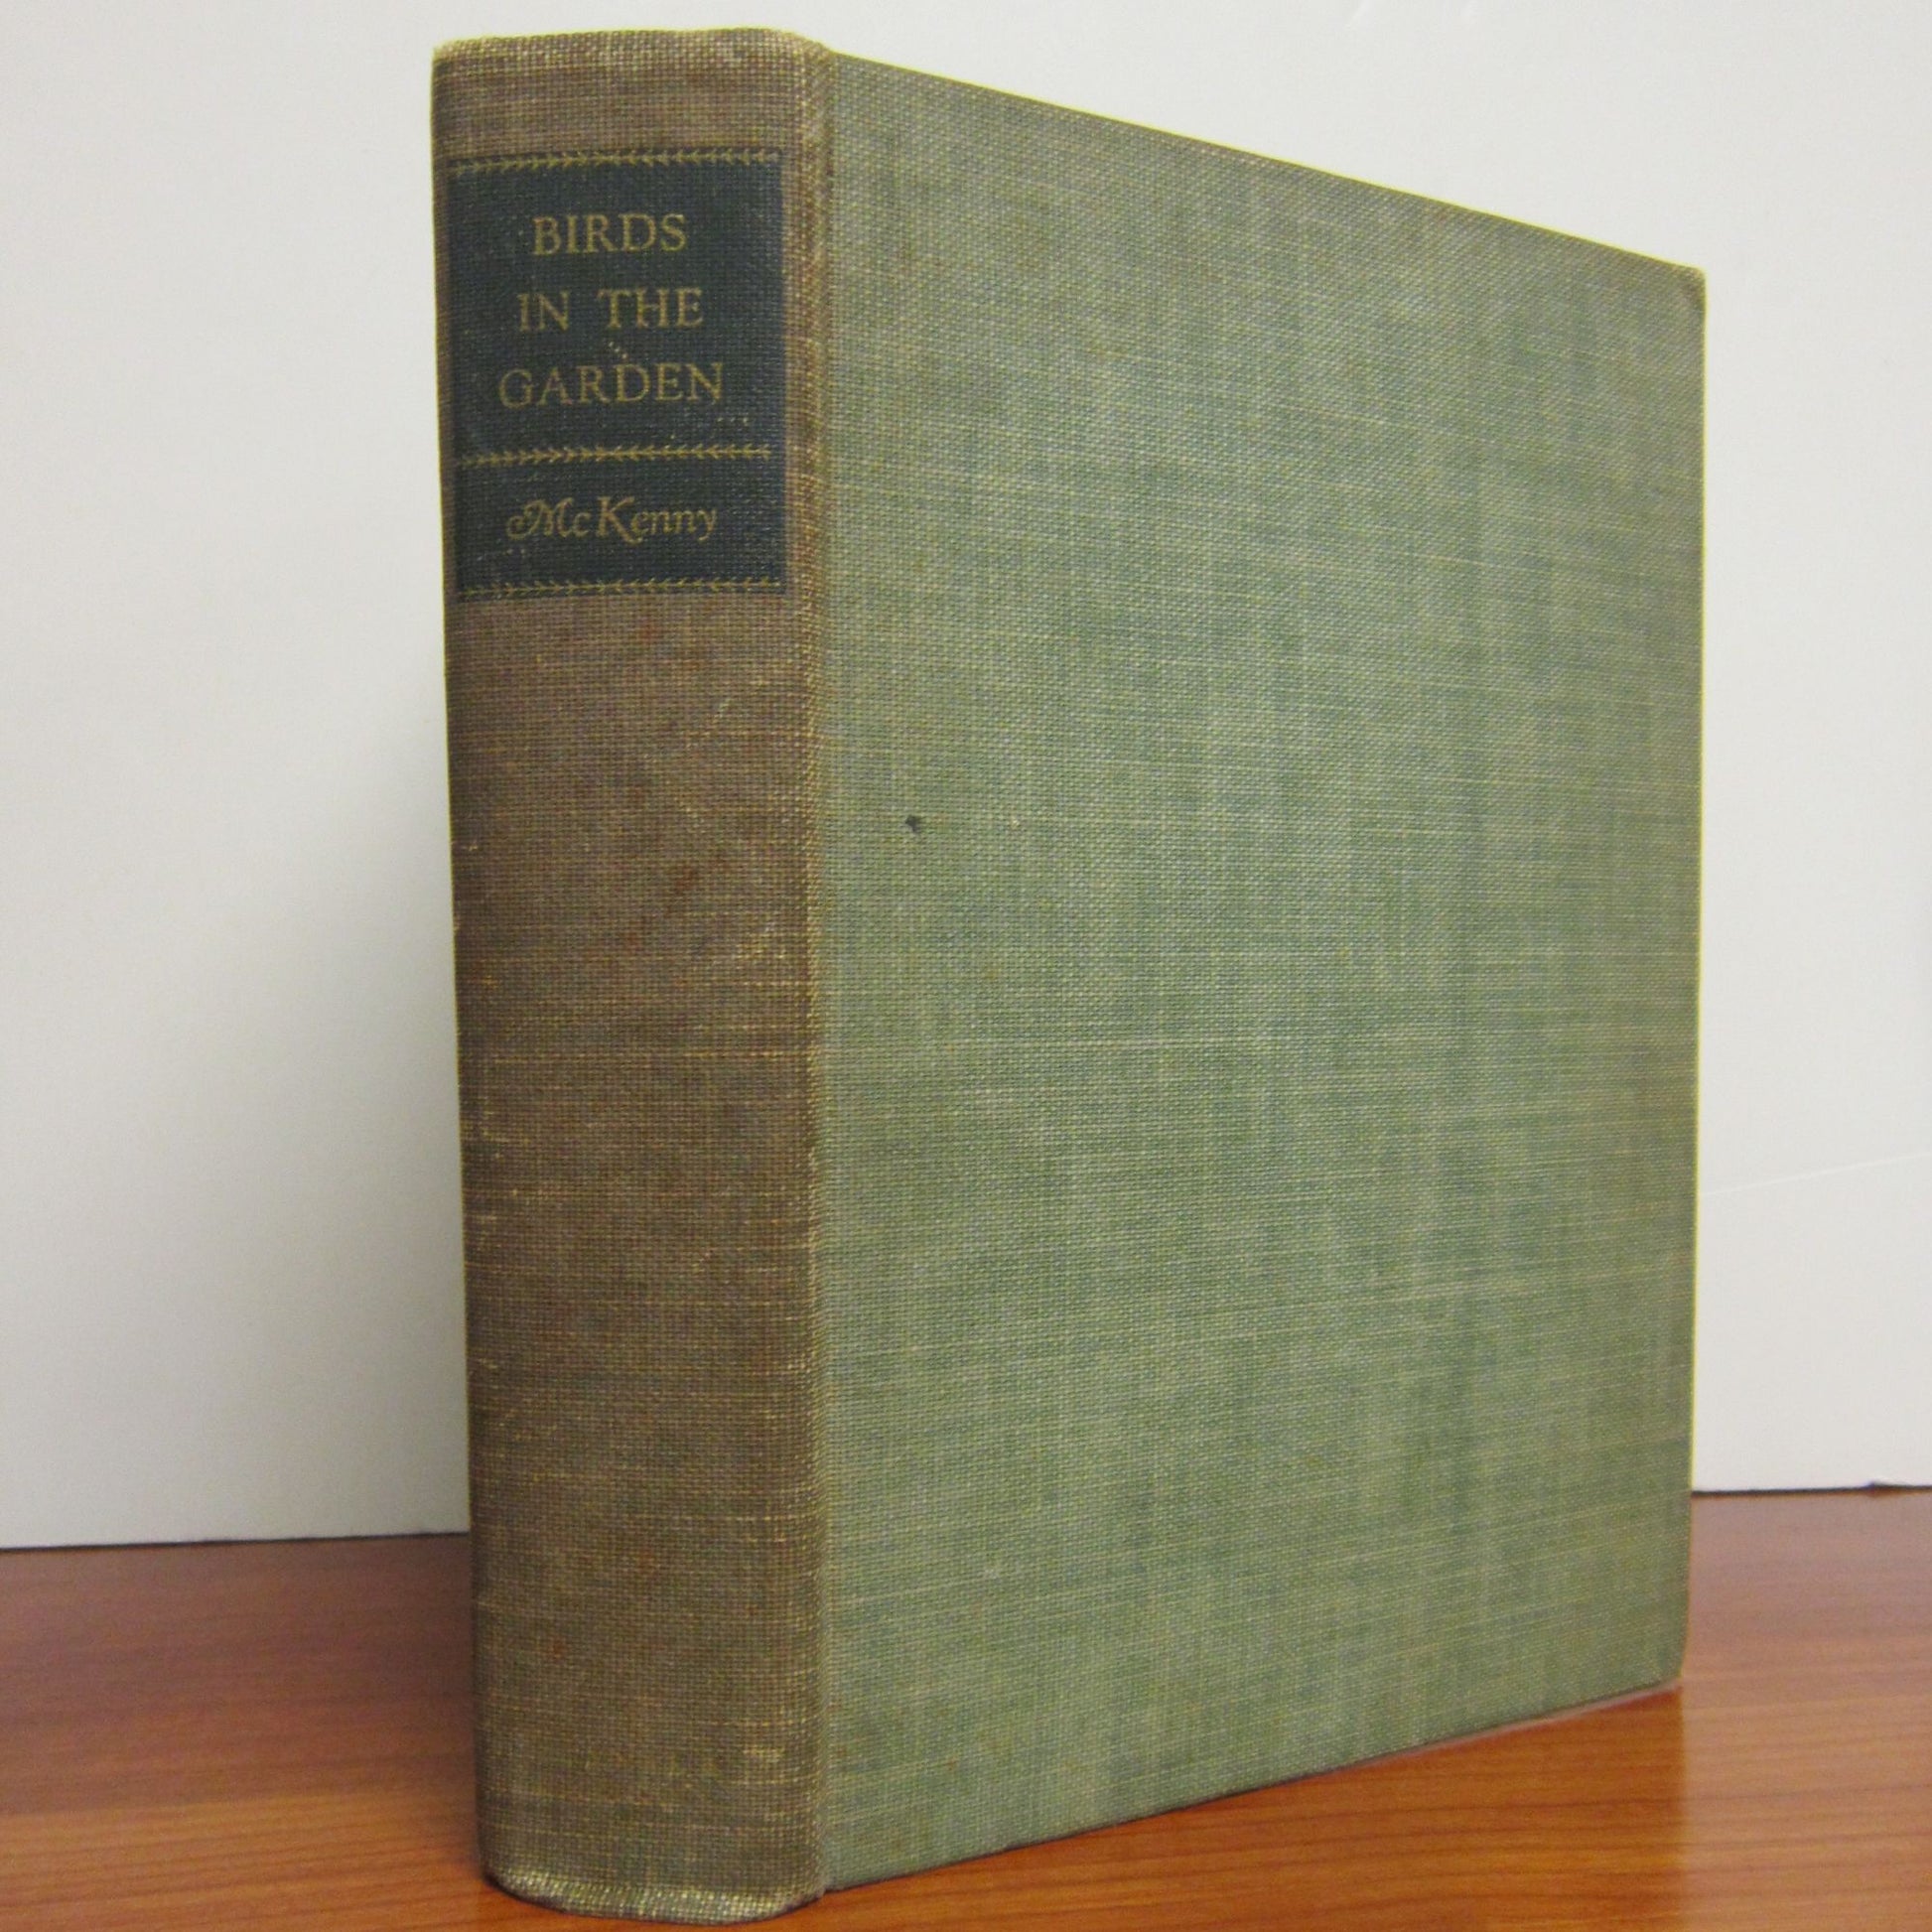 BIRDS
IN THE
GARDEN
McKenny